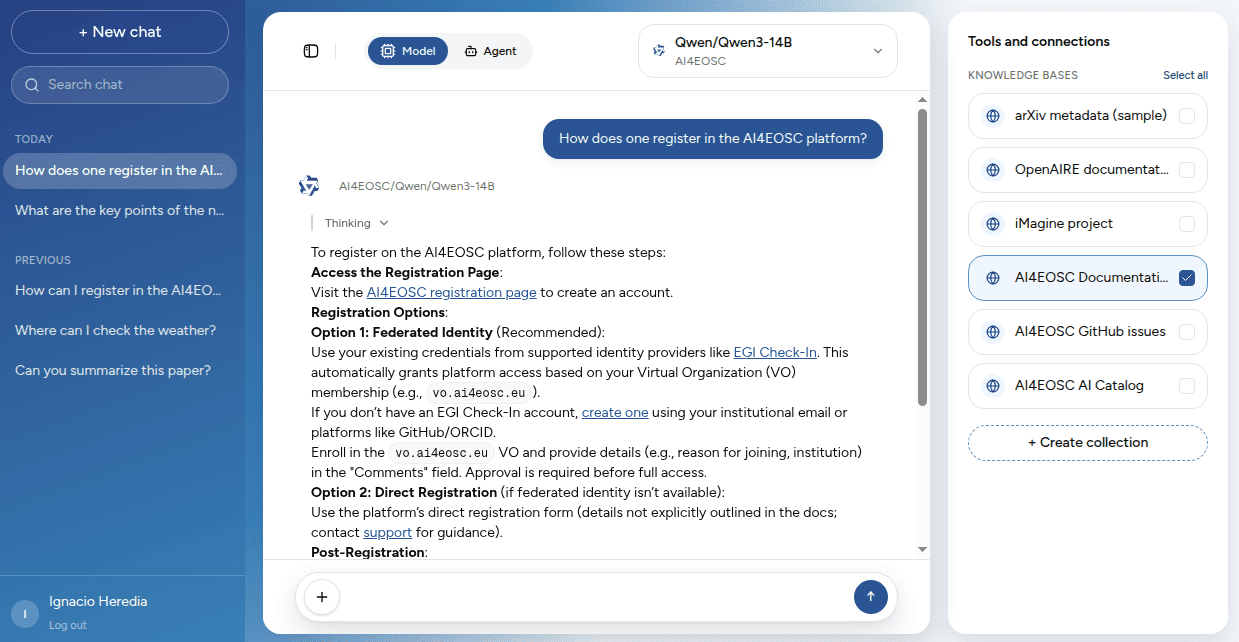 + New chat
Search chat
TODAY
How does one register in the AI...
What are the key points of the n...
PREVIOUS
How can I register in the AI4EO...
Where can I check the weather?
Can you summarize this paper?
I
Ignacio Heredia
Log out
Model
Agent
Qwen/Qwen3-14B
AI4EOSC
How does one register in the AI4EOSC platform?
AI4EOSC/Qwen/Qwen3-14B
Thinking
To register on the AI4EOSC platform, follow these steps:
Access the Registration Page:
Visit the AI4EOSC registration page to create an account.
Registration Options:
Option 1: Federated Identity (Recommended):
Use your existing credentials from supported identity providers like EGI Check-In. This
automatically grants platform access based on your Virtual Organization (VO)
membership (e.g., vo.ai4eosc.eu ).
If you don't have an EGI Check-In account, create one using your institutional email or
platforms like GitHub/ORCID.
Enroll in the vo.ai4eosc.eu VO and provide details (e.g., reason for joining, institution)
in the "Comments" field. Approval is required before full access.
Option 2: Direct Registration (if federated identity isn't available):
Use the platform's direct registration form (details not explicitly outlined in the docs;
contact support for guidance).
Post-Registration:
+
Tools and connections
KNOWLEDGE BASES
Select all
arXiv metadata (sample)
OpenAIRE documentat...
iMagine project
AI4EOSC Documentati...
AI4EOSC GitHub issues
AI4EOSC AI Catalog
+ Create collection